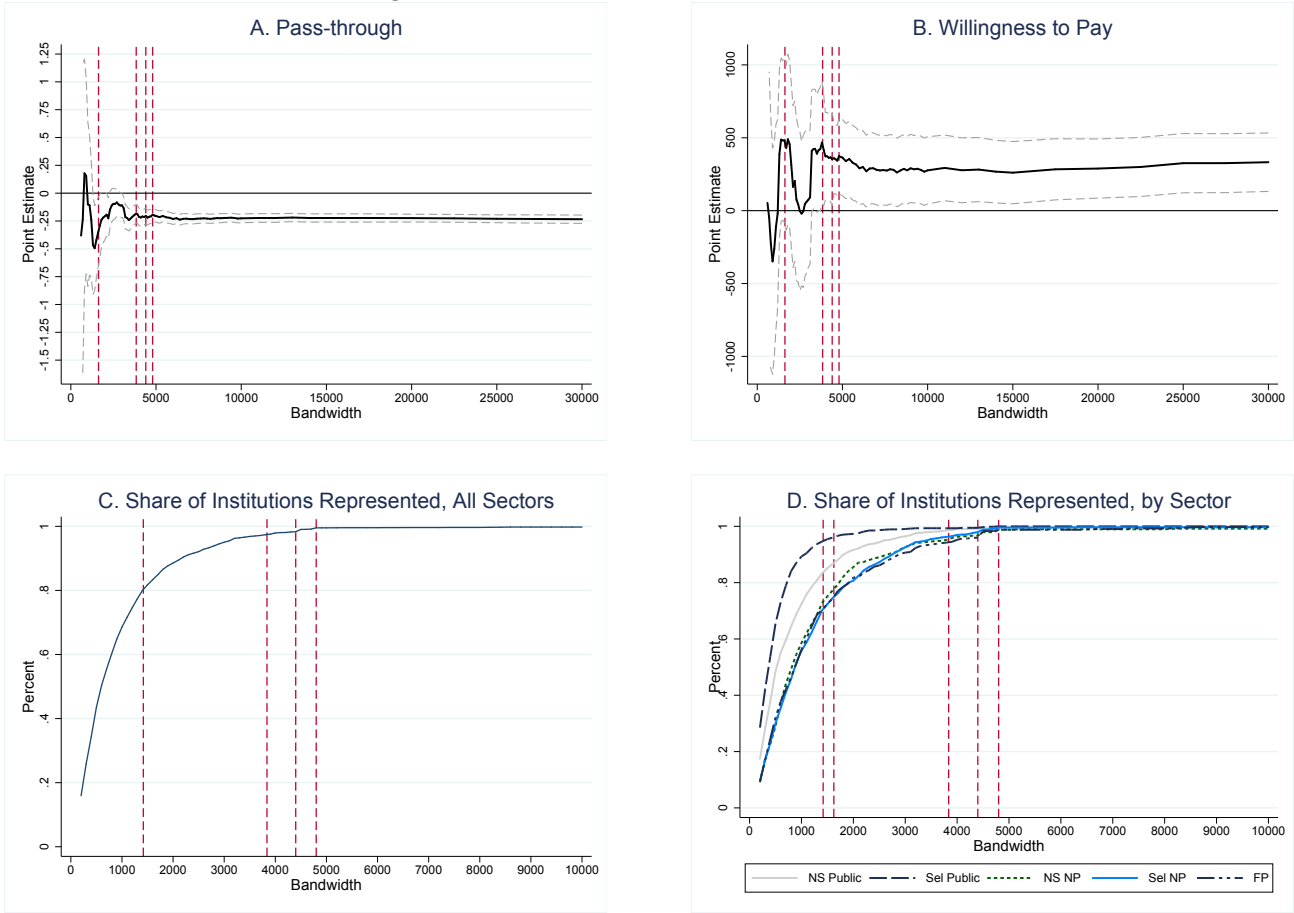 A. Pass-through
Point Estimate
-1.5 -1.25 -1 -.75 -.5 -.25 0 .25 .5 .75 1 1.25
0 5000 10000 15000 20000 25000 30000
Bandwidth
B. Willingness to Pay
Point Estimate
-1000 -500 0 500 1000
0 5000 10000 15000 20000 25000 30000
Bandwidth
C. Share of Institutions Represented, All Sectors
Percent
0 .2 .4 .6 .8 1
0 1000 2000 3000 4000 5000 6000 7000 8000 9000 10000
Bandwidth
D. Share of Institutions Represented, by Sector
Percent
0 .2 .4 .6 .8 1
0 1000 2000 3000 4000 5000 6000 7000 8000 9000 10000
Bandwidth
NS Public Sel Public NS NP Sel NP FP